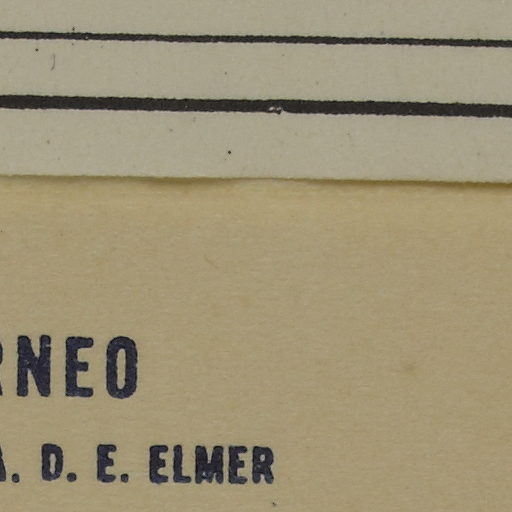 RNEO
A. D. E. ELMER